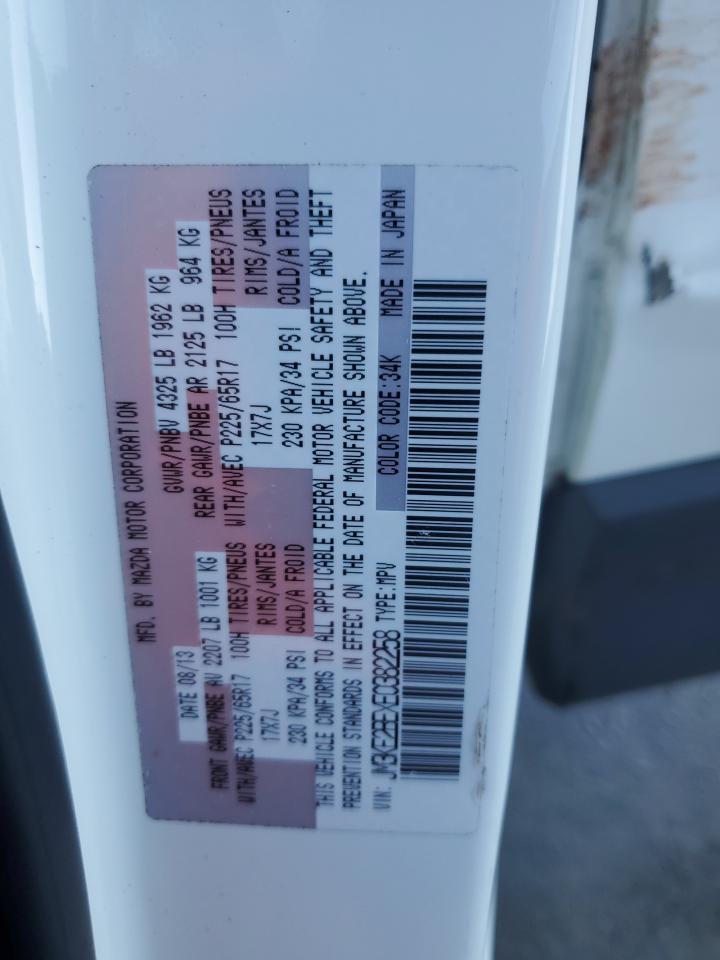 MFD. BY MAZDA MOTOR CORPORATION
DATE 08/13 GVWR/PNBV 4325 LB 1962 KG
FRONT GAWR/PNBE AV 2207 LB 1001 KG REAR GAWR/PNBE AR 2125 LB 964 KG
WITH/AVEC P225/65R17 100H TIRES/PNEUS WITH/AVEC P225/65R17 100H TIRES/PNEUS
17X7J RIMS/JANTES 17X7J RIMS/JANTES
230 KPA/34 PSI COLD/A FROID 230 KPA/34 PSI COLD/A FROID
THIS VEHICLE CONFORMS TO ALL APPLICABLE FEDERAL MOTOR VEHICLE SAFETY AND THEFT
PREVENTION STANDARDS IN EFFECT ON THE DATE OF MANUFACTURE SHOWN ABOVE.
VIN: JM3KE2BEXE0382258 TYPE:MPV COLOR CODE:34K MADE IN JAPAN